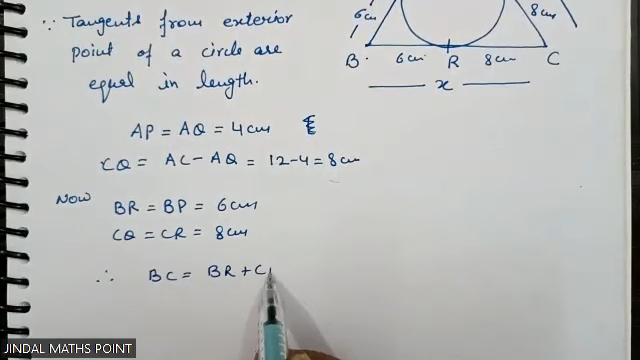 ∵ Tangents from exterior
point of a circle are
equal in length.
6cm
8cm
B
6cm
R
8cm
C
x
AP = AQ = 4cm
CQ = AC - AQ = 12-4 = 8cm
Now
BR = BP = 6cm
CQ = CR = 8cm
∴ BC = BR + C
JINDAL MATHS POINT